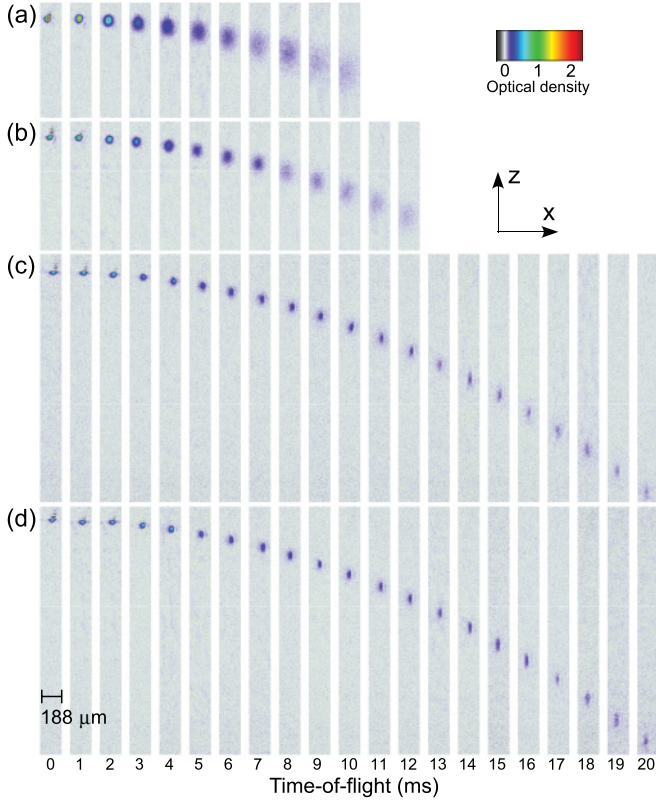 (a)
0 1 2
Optical density
(b)
z
x
(c)
(d)
188 μm
0 1 2 3 4 5 6 7 8 9 10 11 12 13 14 15 16 17 18 19 20
Time-of-flight (ms)